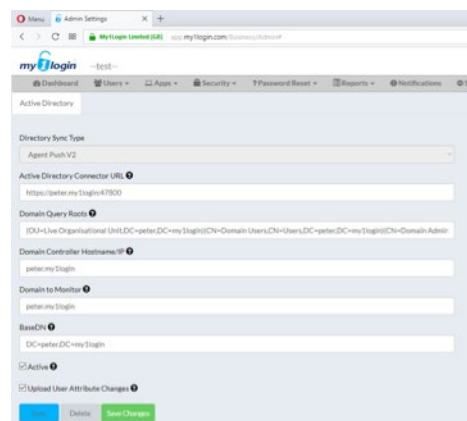 Menu Admin Settings
My1Login Limited [GB] app.my1login.com/Business/Admin#
my1login --test--
Dashboard Users Apps Security Password Reset Reports Notifications
Active Directory
Directory Sync Type
Agent Push V2
Active Directory Connector URL
https://peter.my1login:47800
Domain Query Roots
(OU=Live Organisational Unit,DC=peter,DC=my1login)(CN=Domain Users,CN=Users,DC=peter,DC=my1login)(CN=Domain Admin
Domain Controller Hostname/IP
peter.my1login
Domain to Monitor
peter.my1login
BaseDN
DC=peter,DC=my1login
Active
Upload User Attribute Changes
Delete Save Changes